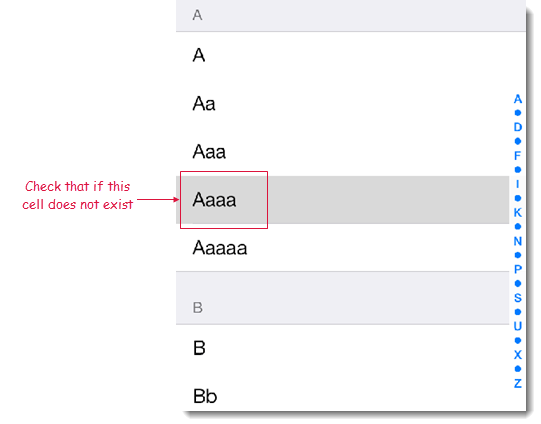 A
A
Aa
Aaa
Check that if this
cell does not exist
Aaaa
Aaaaa
B
B
Bb
A
D
F
I
K
N
P
S
U
X
Z